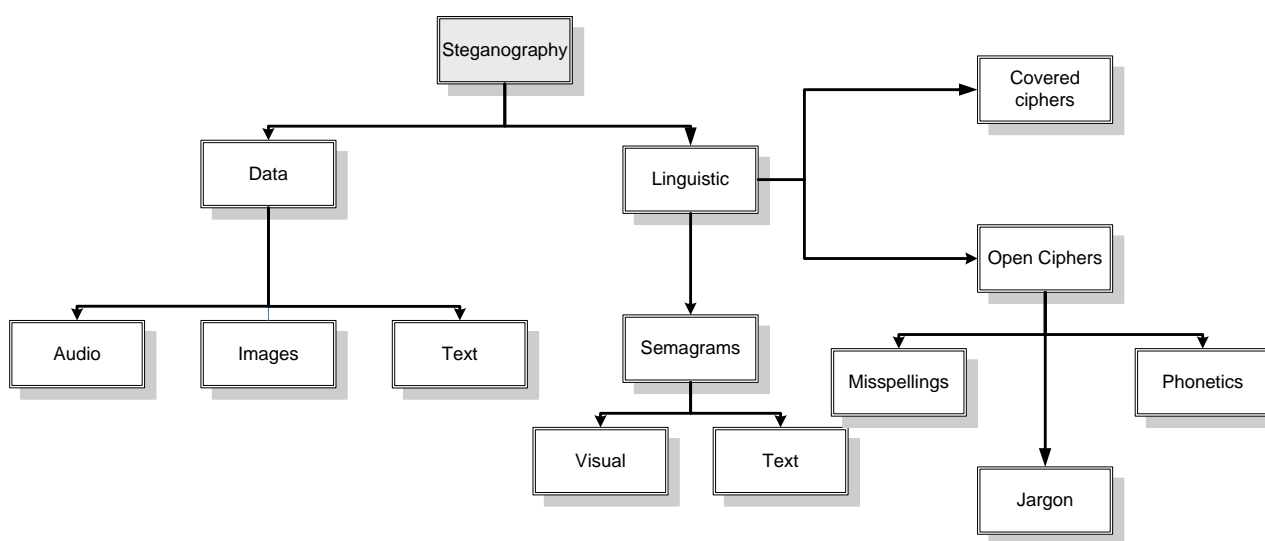 Steganography
Covered
ciphers
Data
Linguistic
Open Ciphers
Audio
Images
Text
Semagrams
Misspellings
Phonetics
Visual
Text
Jargon